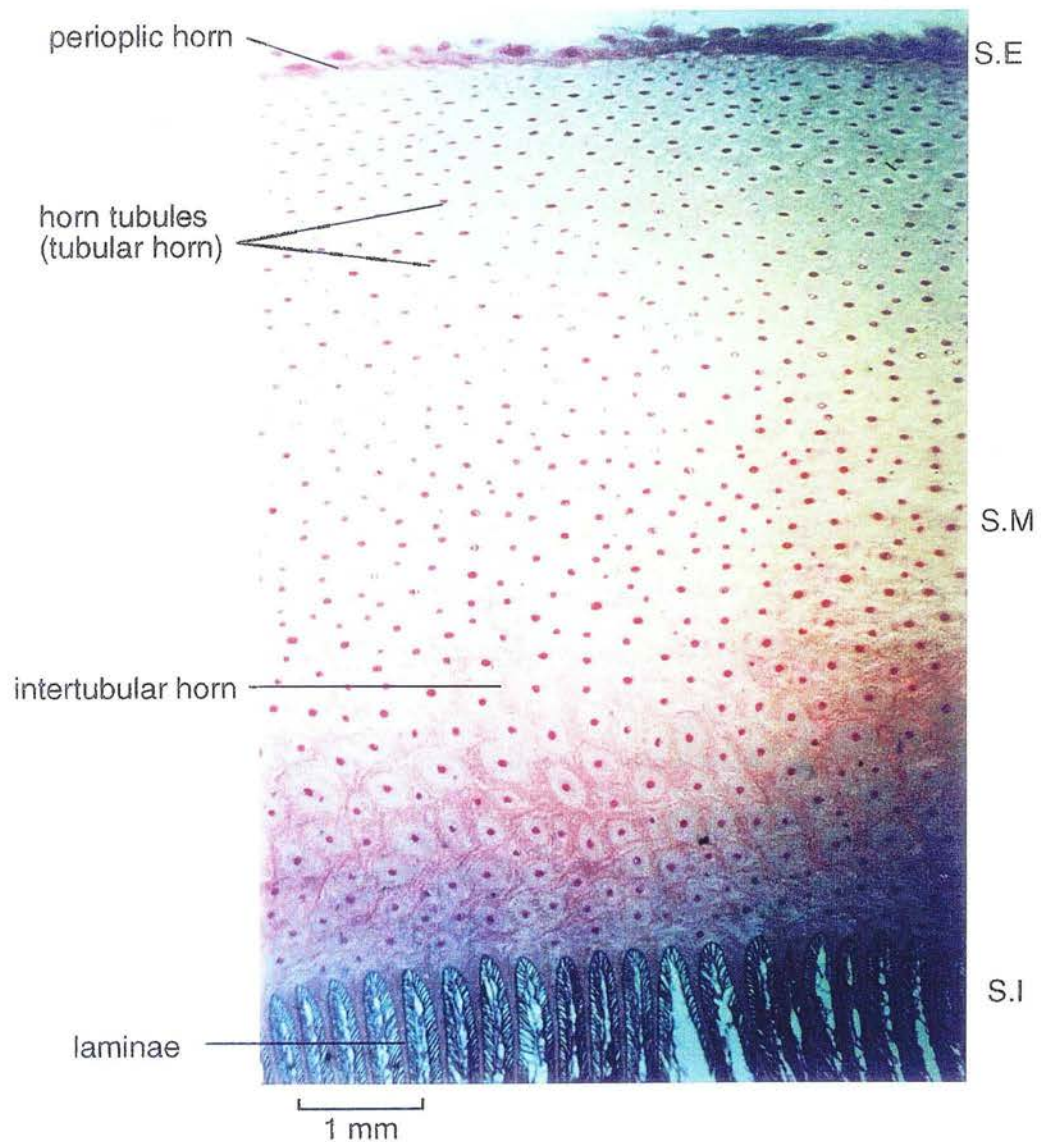 perioplic horn
S.E
horn tubules
(tubular horn)
S.M
intertubular horn
S.I
laminae
1 mm